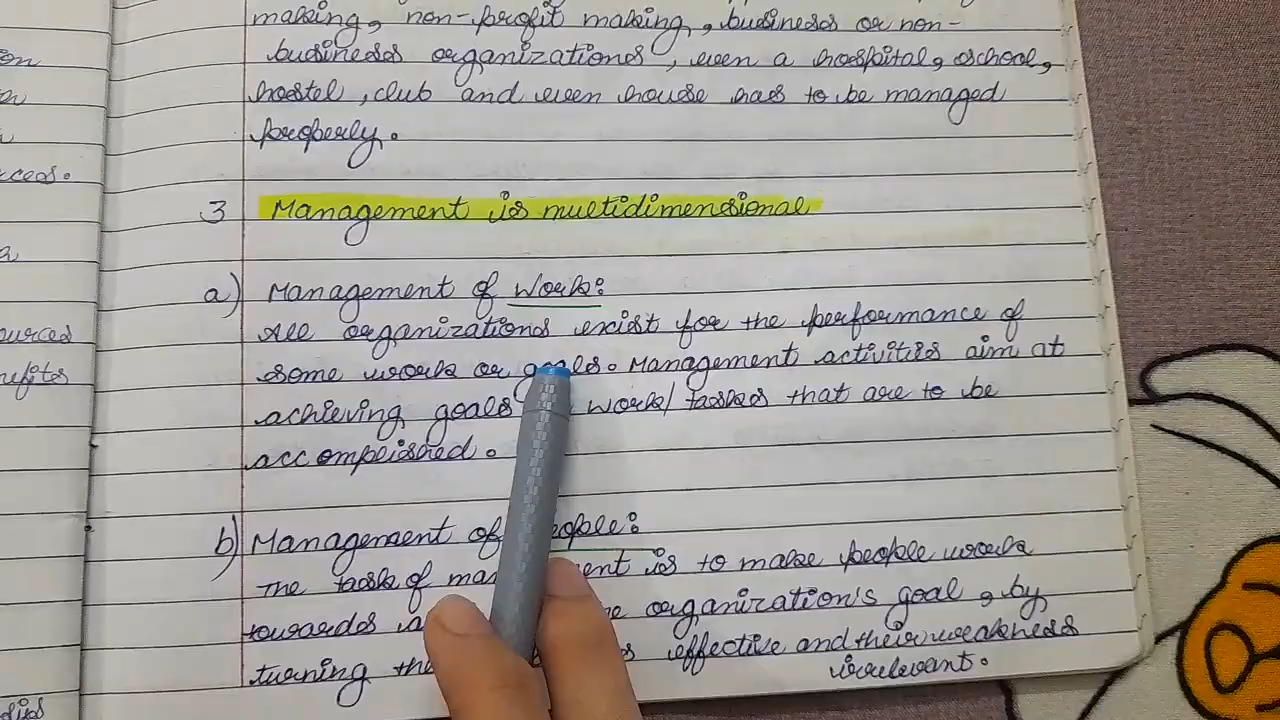 making, non-profit making, business or non-
business organizations, even a hospital, school,
hostel, club and even house has to be managed
properly.
3 Management is multidimensional
a) Management of Work:
All organizations exist for the performance of
some work or goals. Management activities aim at
achieving goals work/tasks that are to be
accomplished.
b) Management of people:
The task of management is to make people work
towards organization's goal, by
turning effective and their weakness
irrelevant.